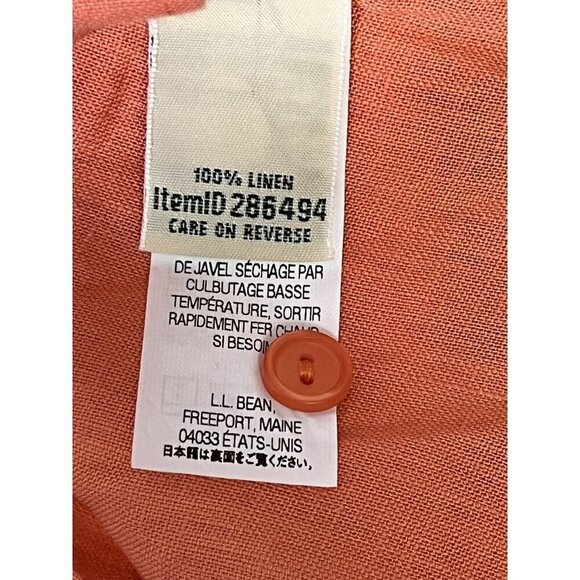 100% LINEN
ItemID 286494
CARE ON REVERSE
DE JAVEL SÉCHAGE PAR
CULBUTAGE BASSE
TEMPÉRATURE, SORTIR
RAPIDEMENT FER CHAUD
SI BESOIN
L.L. BEAN,
FREEPORT, MAINE
04033 ÉTATS-UNIS
日本用は裏面をご覧ください。